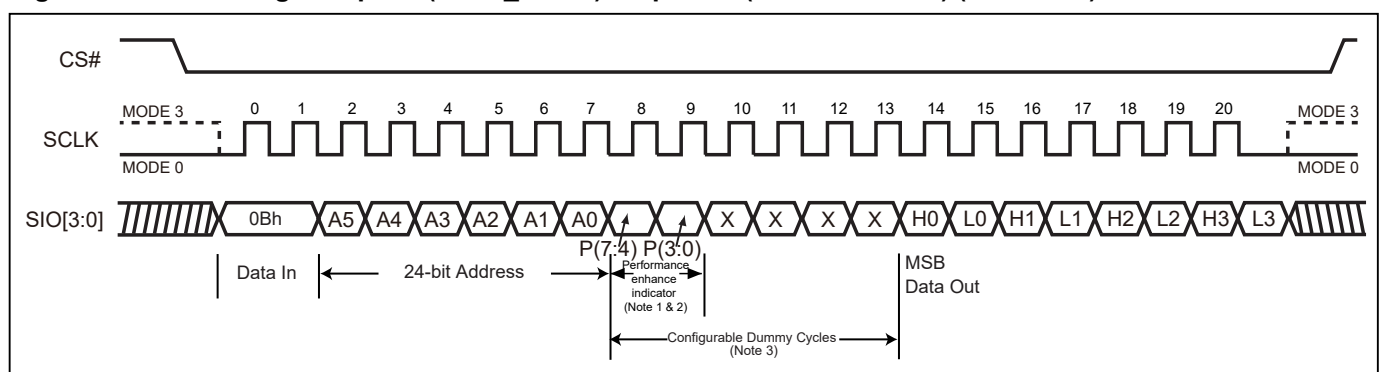 CS#
MODE 3
0 1 2 3 4 5 6 7 8 9 10 11 12 13 14 15 16 17 18 19 20
MODE 3
SCLK
MODE 0
MODE 0
SIO[3:0]
0Bh A5 A4 A3 A2 A1 A0 X X X X H0 L0 H1 L1 H2 L2 H3 L3
P(7:4) P(3:0)
Data In
24-bit Address
Performance
enhance
indicator
(Note 1 & 2)
MSB
Data Out
Configurable Dummy Cycles
(Note 3)